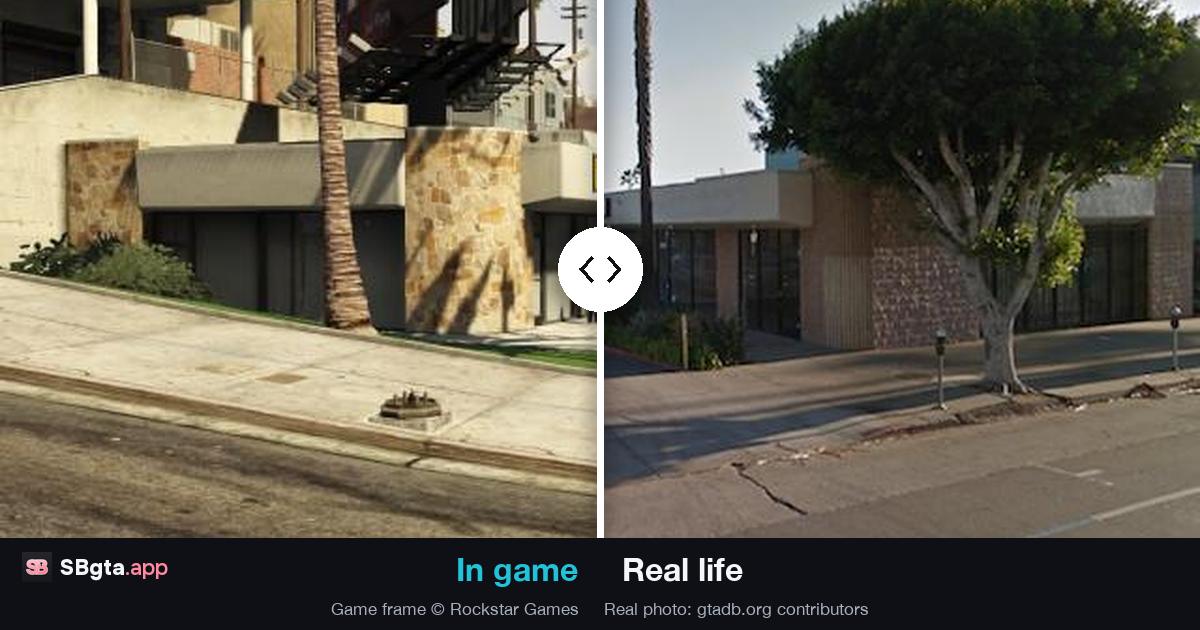 SB SBgta.app
In game Real life
Game frame © Rockstar Games Real photo: gtadb.org contributors